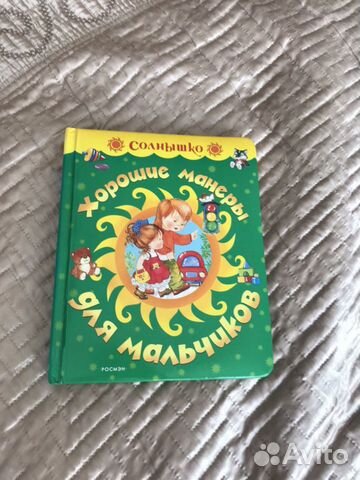 Солнышко
Хорошие манеры
для мальчиков
РОСМЭН
Avito